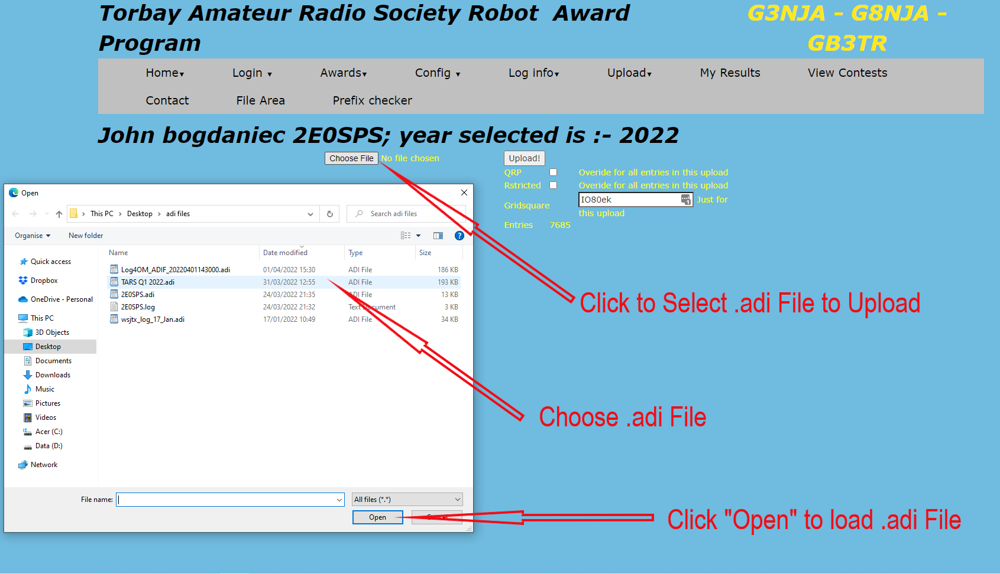 Torbay Amateur Radio Society Robot  Award
Program
G3NJA - G8NJA -
GB3TR
Home▾ Login ▾ Awards▾ Config ▾ Log info▾ Upload▾ My Results View Contests
Contact File Area Prefix checker
John bogdaniec 2E0SPS; year selected is :- 2022
Choose File No file chosen
Upload!
QRP Overide for all entries in this upload
Rstricted Overide for all entries in this upload
Gridsquare IO80ek Just for
this upload
Entries 7685
Open
This PC › Desktop › adi files
Search adi files
Organise New folder
Name Date modified Type Size
Log4OM_ADIF_20220401143000.adi 01/04/2022 15:30 ADI File 186 KB
TARS Q1 2022.adi 31/03/2022 12:55 ADI File 193 KB
2E0SPS.adi 24/03/2022 21:35 ADI File 13 KB
2E0SPS.log 24/03/2022 21:32 Text Document 3 KB
wsjtx_log_17_Jan.adi 17/01/2022 10:49 ADI File 34 KB
Quick access
Dropbox
OneDrive - Personal
This PC
3D Objects
Desktop
Documents
Downloads
Music
Pictures
Videos
Acer (C:)
Data (D:)
Network
File name: All files (*.*)
Open Cancel
Click to Select .adi File to Upload
Choose .adi File
Click "Open" to load .adi File